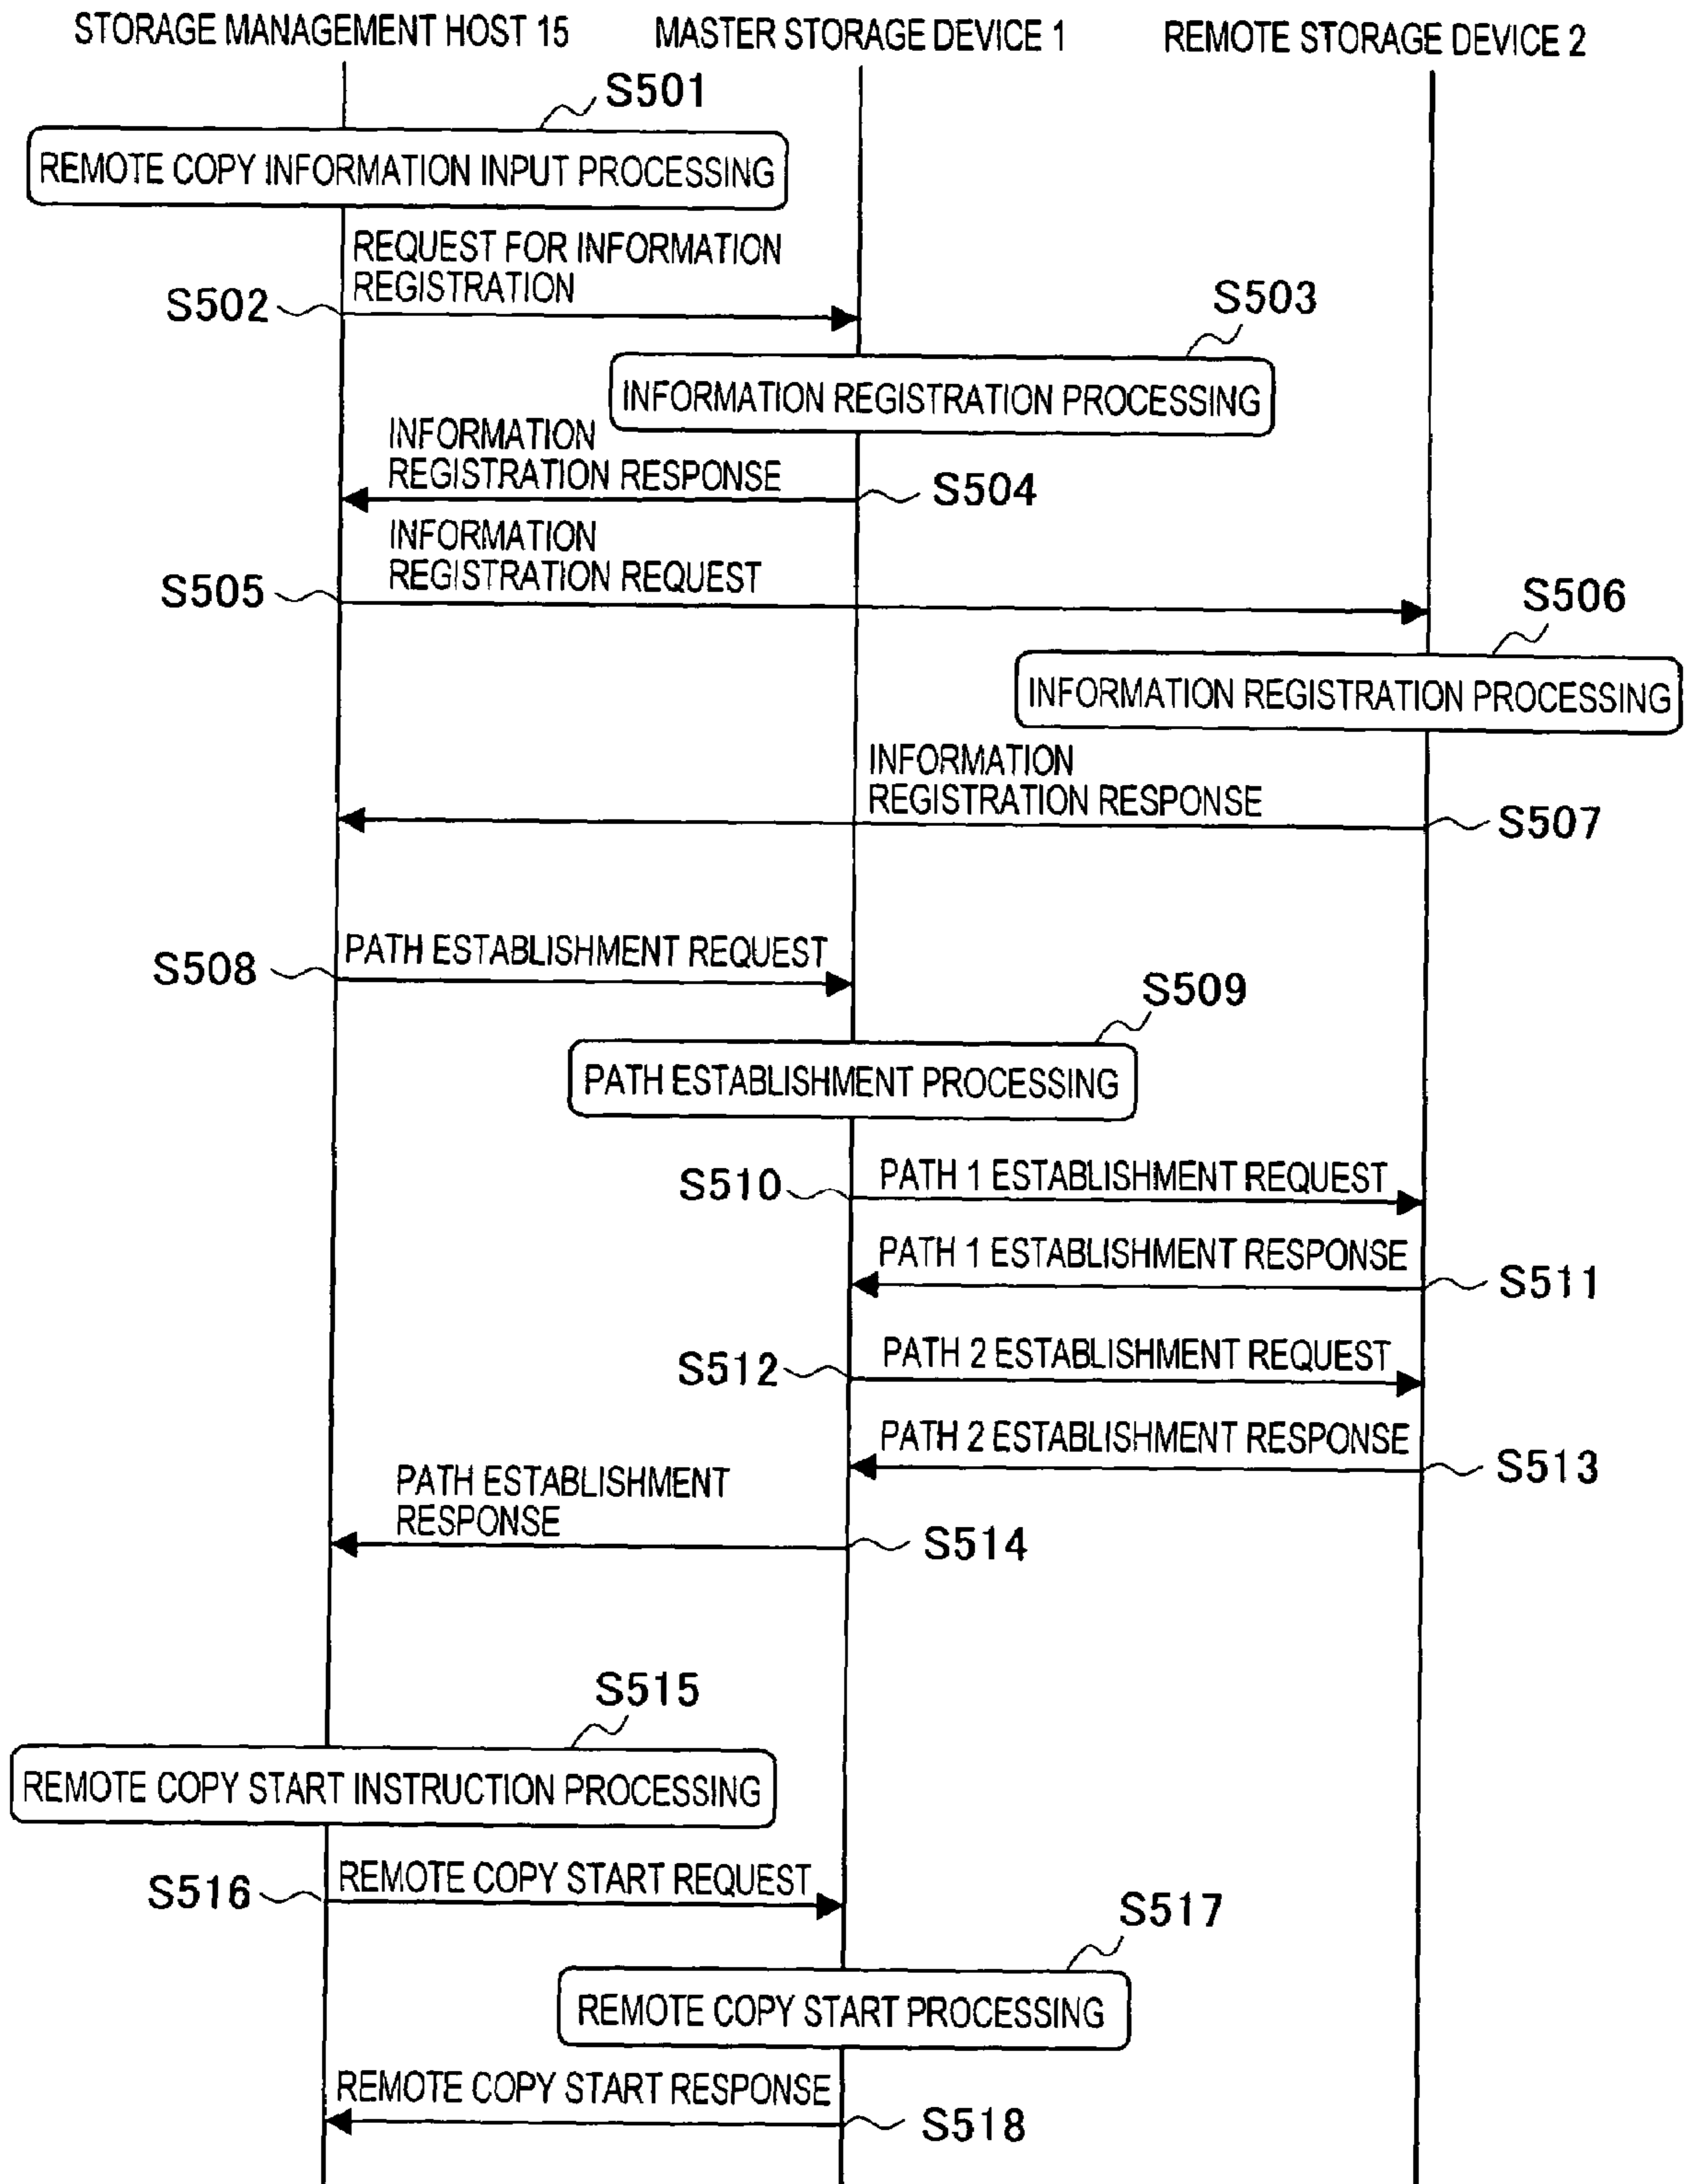 STORAGE MANAGEMENT HOST 15
MASTER STORAGE DEVICE 1
REMOTE STORAGE DEVICE 2
S501
REMOTE COPY INFORMATION INPUT PROCESSING
REQUEST FOR INFORMATION
REGISTRATION
S502
S503
INFORMATION REGISTRATION PROCESSING
INFORMATION
REGISTRATION RESPONSE
S504
INFORMATION
REGISTRATION REQUEST
S505
S506
INFORMATION REGISTRATION PROCESSING
INFORMATION
REGISTRATION RESPONSE
S507
PATH ESTABLISHMENT REQUEST
S508
S509
PATH ESTABLISHMENT PROCESSING
S510
PATH 1 ESTABLISHMENT REQUEST
PATH 1 ESTABLISHMENT RESPONSE
S511
PATH 2 ESTABLISHMENT REQUEST
S512
PATH 2 ESTABLISHMENT RESPONSE
S513
PATH ESTABLISHMENT
RESPONSE
S514
S515
REMOTE COPY START INSTRUCTION PROCESSING
REMOTE COPY START REQUEST
S516
S517
REMOTE COPY START PROCESSING
REMOTE COPY START RESPONSE
S518